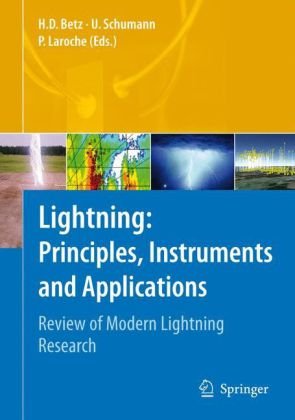 H.D. Betz · U. Schumann
P. Laroche (Eds.)
Lightning:
Principles, Instruments
and Applications
Review of Modern Lightning
Research
Springer